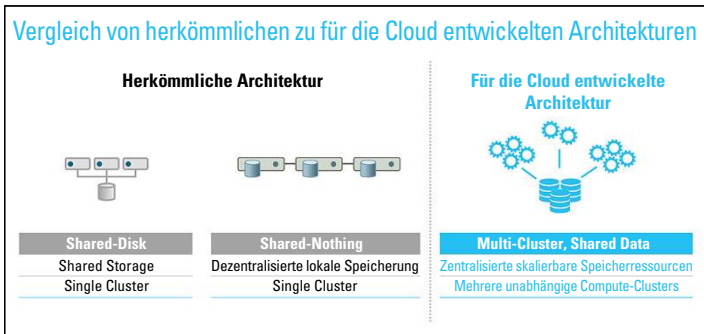 Vergleich von herkömmlichen zu für die Cloud entwickelten Architekturen
Herkömmliche Architektur
Shared-Disk
Shared Storage
Single Cluster
Shared-Nothing
Dezentralisierte lokale Speicherung
Single Cluster
Für die Cloud entwickelte
Architektur
Multi-Cluster, Shared Data
Zentralisierte skalierbare Speicherressourcen
Mehrere unabhängige Compute-Clusters